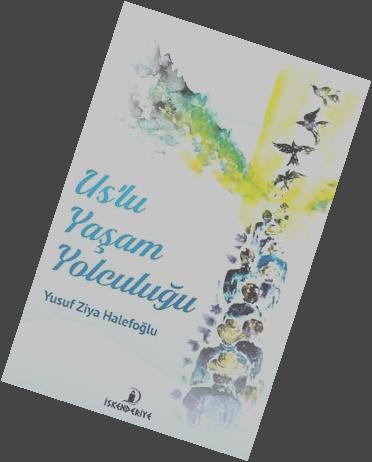 Us'lu
Yaşam
Yolculuğu
Yusuf Ziya Halefoğlu
İSKENDERİYE